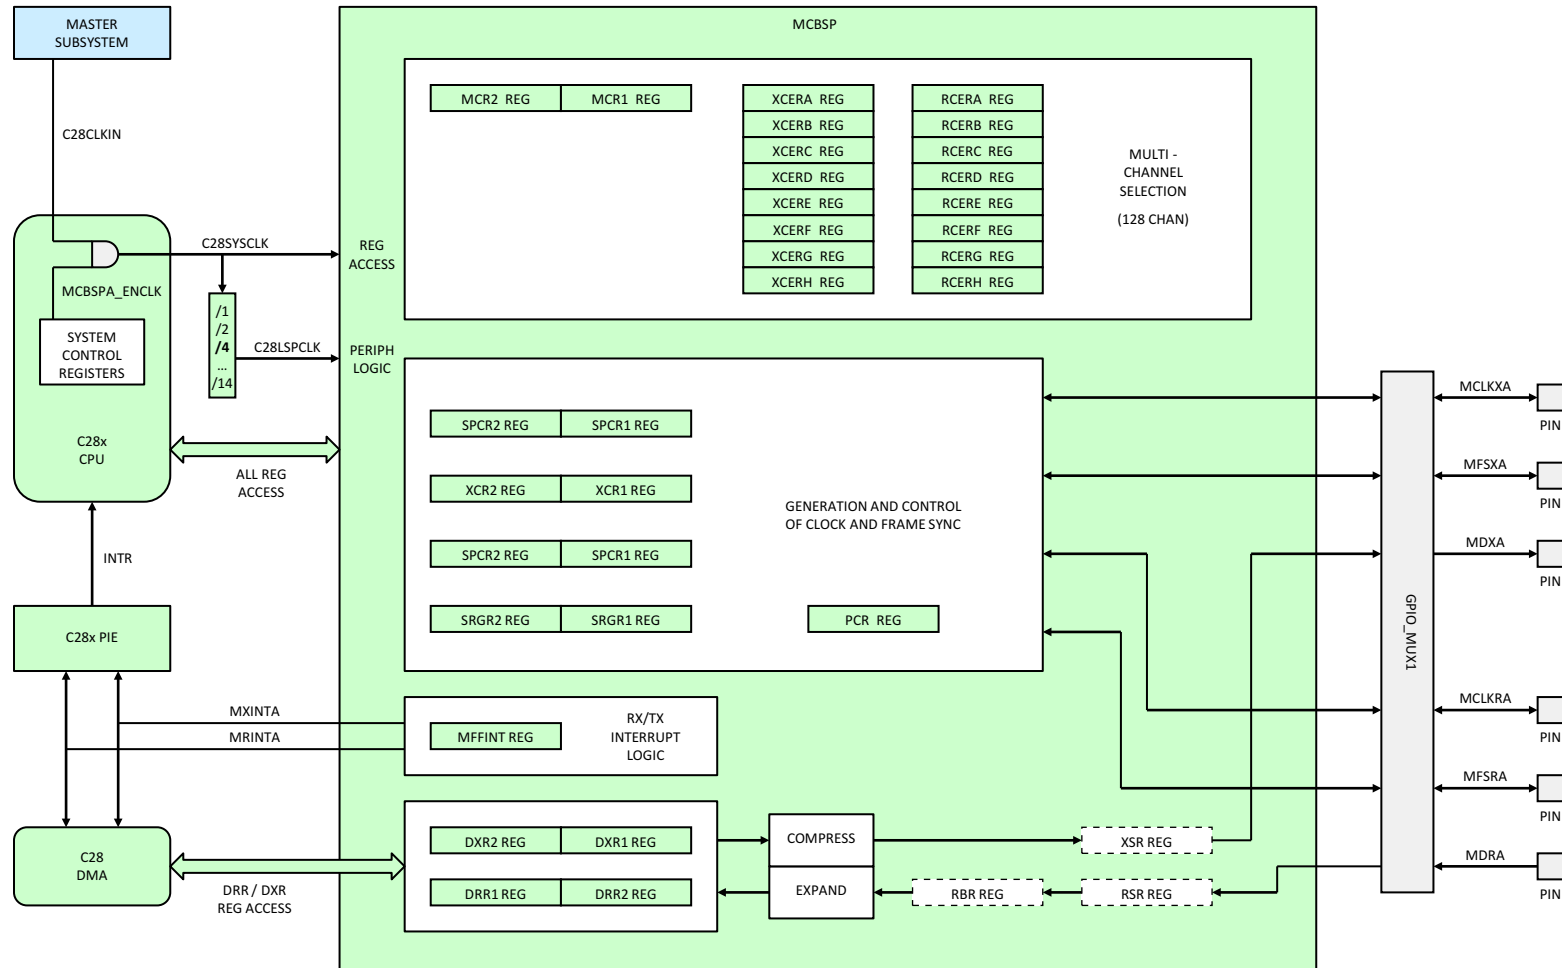 MASTER
SUBSYSTEM
MCBSP
C28CLKIN
MCR2 REG
MCR1 REG
XCERA REG
RCERA REG
XCERB REG
RCERB REG
XCERC REG
RCERC REG
XCERD REG
RCERD REG
XCERE REG
RCERE REG
XCERF REG
RCERF REG
XCERG REG
RCERG REG
XCERH REG
RCERH REG
MULTI -
CHANNEL
SELECTION
(128 CHAN)
C28SYSCLK
REG
ACCESS
MCBSPA_ENCLK
SYSTEM
CONTROL
REGISTERS
/1
/2
/4
...
/14
C28LSPCLK
PERIPH
LOGIC
C28x
CPU
ALL REG
ACCESS
SPCR2 REG
SPCR1 REG
XCR2 REG
XCR1 REG
GENERATION AND CONTROL
OF CLOCK AND FRAME SYNC
SPCR2 REG
SPCR1 REG
SRGR2 REG
SRGR1 REG
PCR REG
MCLKXA
PIN
MFSXA
PIN
MDXA
PIN
GPIO_MUX1
MCLKRA
PIN
MFSRA
PIN
MDRA
PIN
INTR
C28x PIE
MXINTA
MRINTA
MFFINT REG
RX/TX
INTERRUPT
LOGIC
C28
DMA
DRR / DXR
REG ACCESS
DXR2 REG
DXR1 REG
COMPRESS
XSR REG
DRR1 REG
DRR2 REG
EXPAND
RBR REG
RSR REG